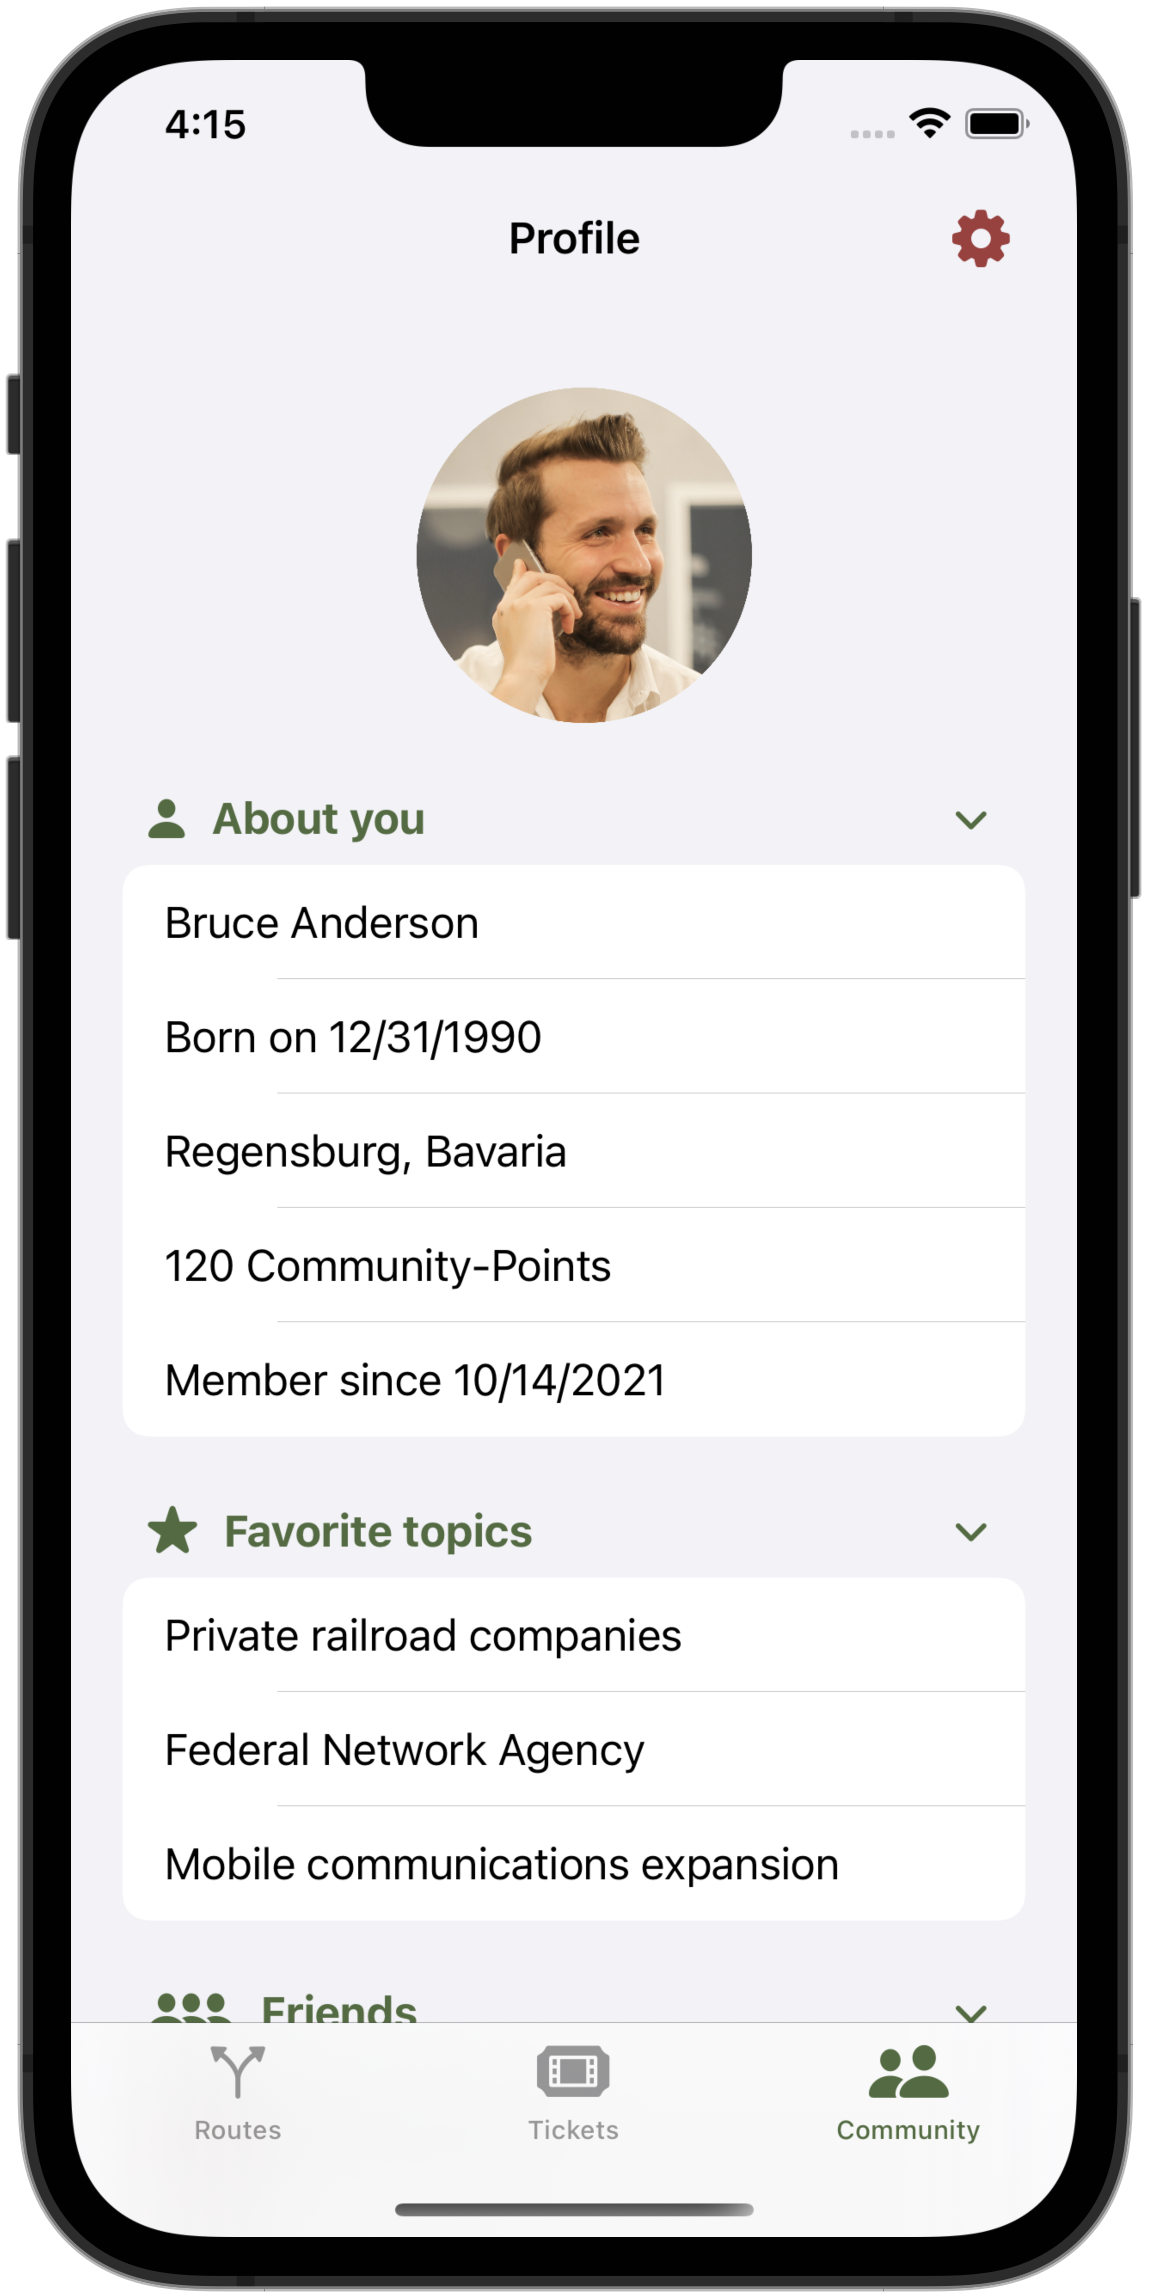 4:15
Profile
About you
Bruce Anderson
Born on 12/31/1990
Regensburg, Bavaria
120 Community-Points
Member since 10/14/2021
Favorite topics
Private railroad companies
Federal Network Agency
Mobile communications expansion
Friends
Routes
Tickets
Community